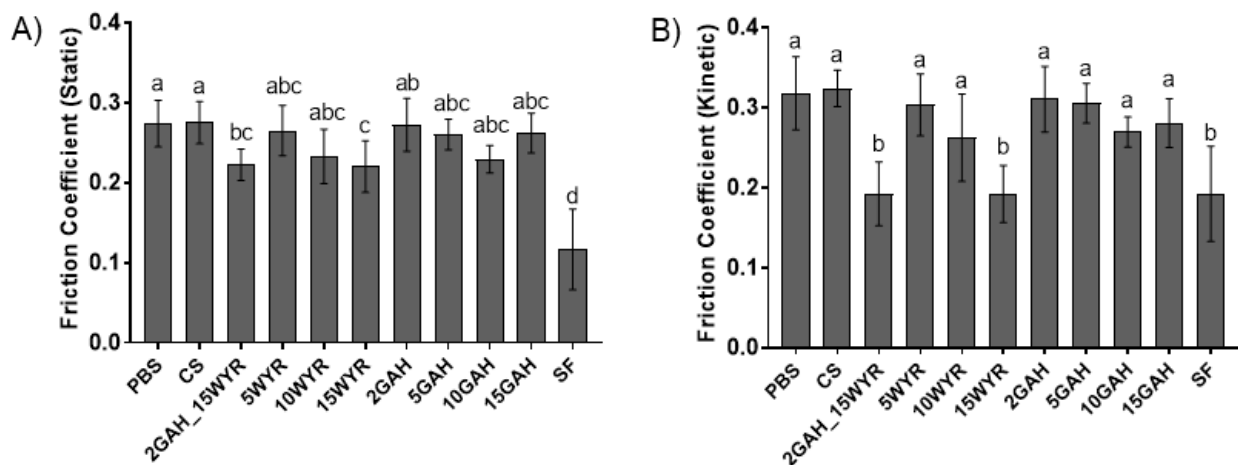 A)
Friction Coefficient (Static)
0.4
0.3
0.2
0.1
0.0
a
a
bc
abc
abc
c
ab
abc
abc
abc
d
PBS
CS
2GAH_15WYR
5WYR
10WYR
15WYR
2GAH
5GAH
10GAH
15GAH
SF
B)
Friction Coefficient (Kinetic)
0.4
0.3
0.2
0.1
0.0
a
a
b
a
a
b
a
a
a
a
b
PBS
CS
2GAH_15WYR
5WYR
10WYR
15WYR
2GAH
5GAH
10GAH
15GAH
SF